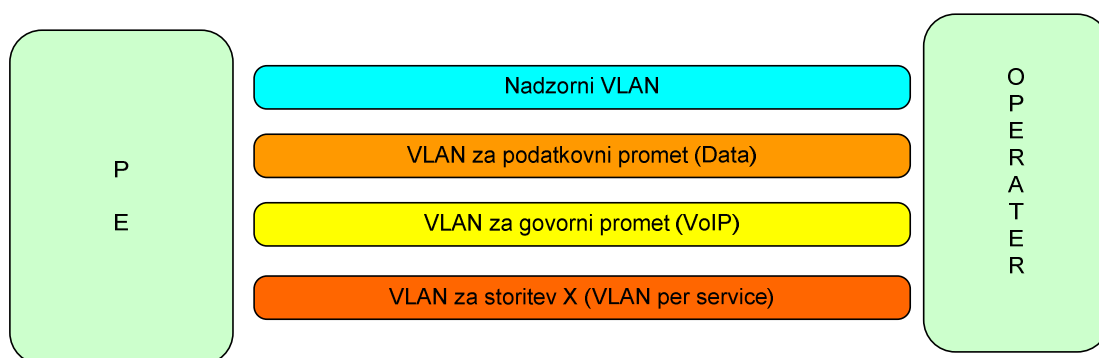 P
E
Nadzorni VLAN
VLAN za podatkovni promet (Data)
VLAN za govorni promet (VoIP)
VLAN za storitev X (VLAN per service)
O
P
E
R
A
T
E
R